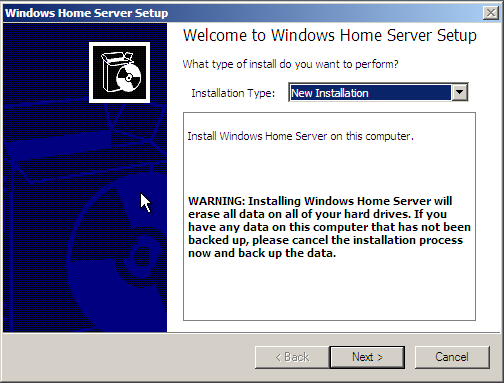 Windows Home Server Setup
Welcome to Windows Home Server Setup
What type of install do you want to perform?
Installation Type: New Installation
Install Windows Home Server on this computer.
WARNING: Installing Windows Home Server will
erase all data on all of your hard drives. If you
have any data on this computer that has not been
backed up, please cancel the installation process
now and back up the data.
< Back Next > Cancel